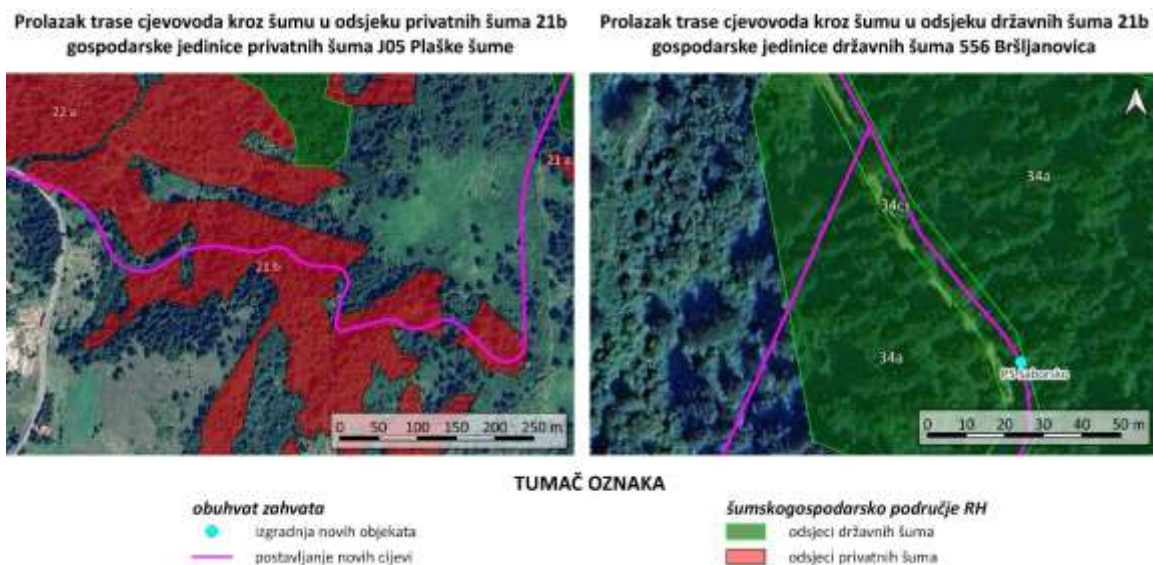 Prolazak trase cjevovoda kroz šumu u odsjeku privatnih šuma 21b
gospodarske jedinice privatnih šuma J05 Plaške šume
Prolazak trase cjevovoda kroz šumu u odsjeku državnih šuma 21b
gospodarske jedinice državnih šuma 556 Bršljanovica
22 a
21 a
21 b
0 50 100 150 200 250 m
34a
34c
34a
PS Saborsko
0 10 20 30 40 50 m
TUMAČ OZNAKA
obuhvat zahvata
izgradnja novih objekata
postavljanje novih cijevi
šumskogospodarsko područje RH
odsjeci državnih šuma
odsjeci privatnih šuma